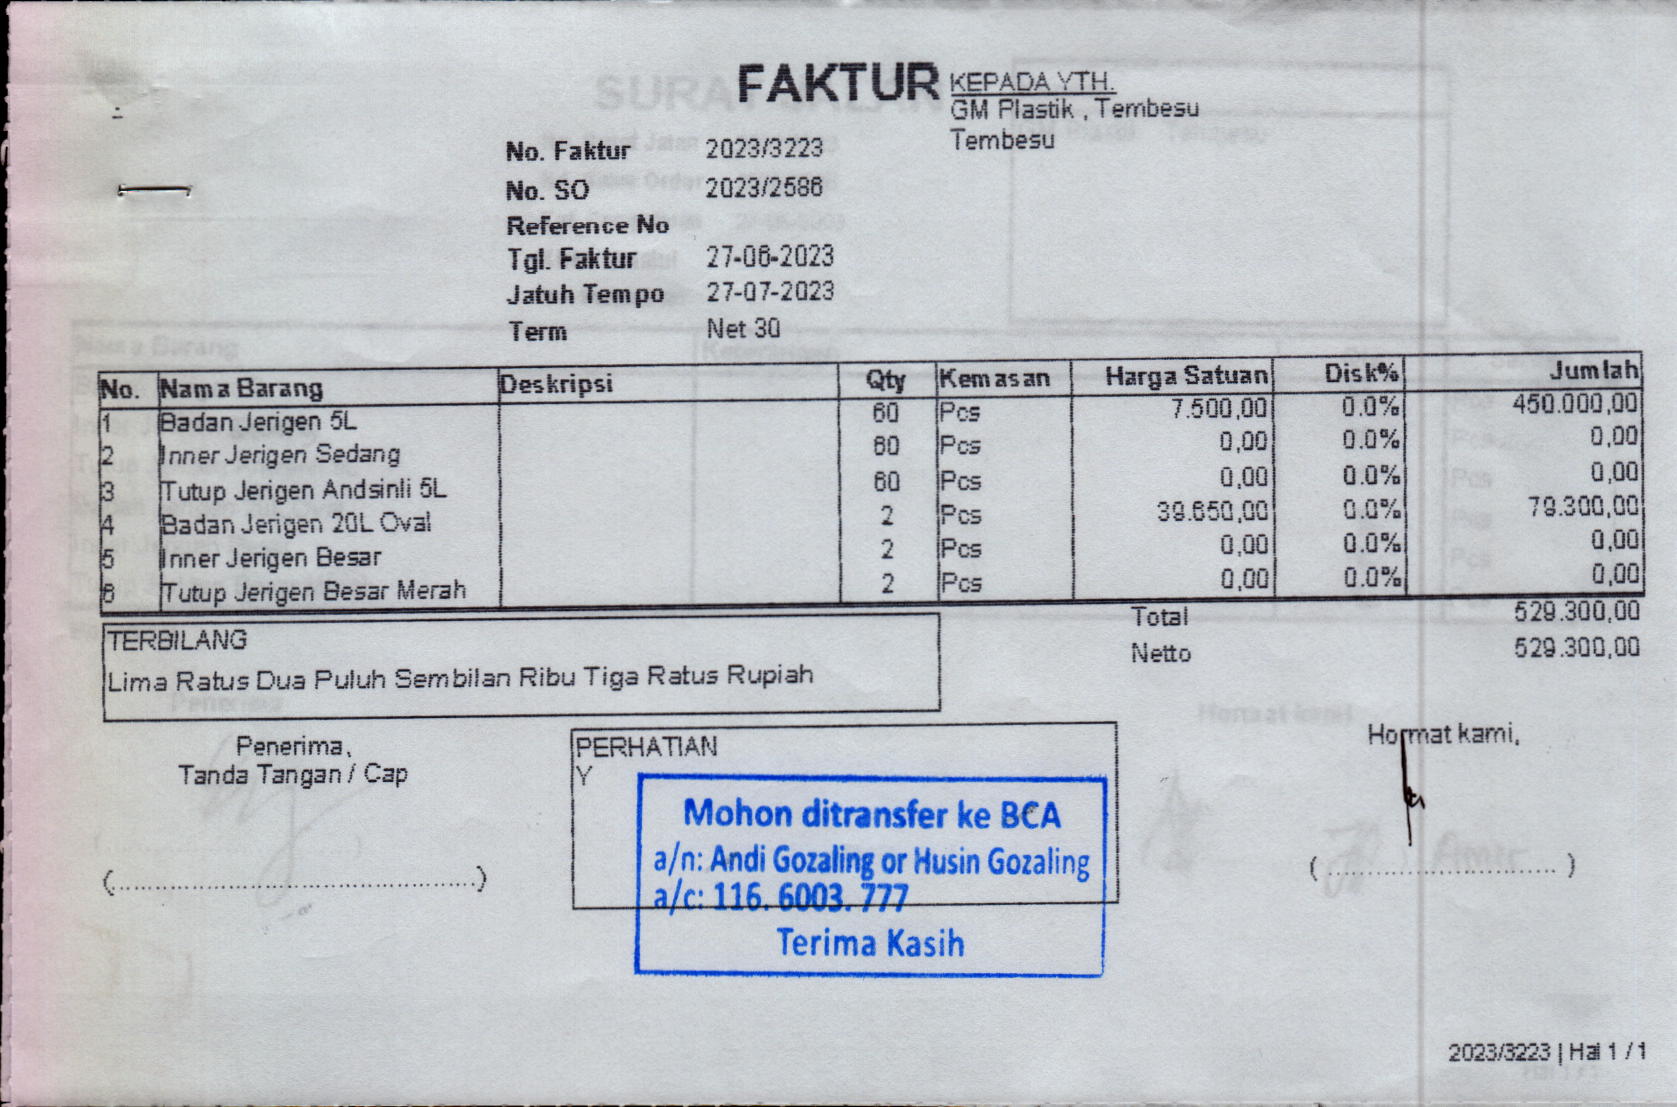 FAKTUR
KEPADA YTH.
GM Plastik , Tembesu
Tembesu
No. Faktur 2023/3223
No. SO 2023/2586
Reference No
Tgl. Faktur 27-06-2023
Jatuh Tempo 27-07-2023
Term Net 30
No. Nama Barang Deskripsi Qty Kemasan Harga Satuan Disk% Jumlah
1 Badan Jerigen 5L 60 Pcs 7.500,00 0.0% 450.000,00
2 Inner Jerigen Sedang 60 Pcs 0,00 0.0% 0,00
3 Tutup Jerigen Andsinli 5L 60 Pcs 0,00 0.0% 0,00
4 Badan Jerigen 20L Oval 2 Pcs 39.650,00 0.0% 79.300,00
5 Inner Jerigen Besar 2 Pcs 0,00 0.0% 0,00
6 Tutup Jerigen Besar Merah 2 Pcs 0,00 0.0% 0,00
Total 529.300,00
Netto 529.300,00
TERBILANG
Lima Ratus Dua Puluh Sembilan Ribu Tiga Ratus Rupiah
Penerima,
Tanda Tangan / Cap
(..................................................)
PERHATIAN
Y
Mohon ditransfer ke BCA
a/n: Andi Gozaling or Husin Gozaling
a/c: 116. 6003. 777
Terima Kasih
Hormat kami,
(................................)
2023/3223 | Hal 1 / 1